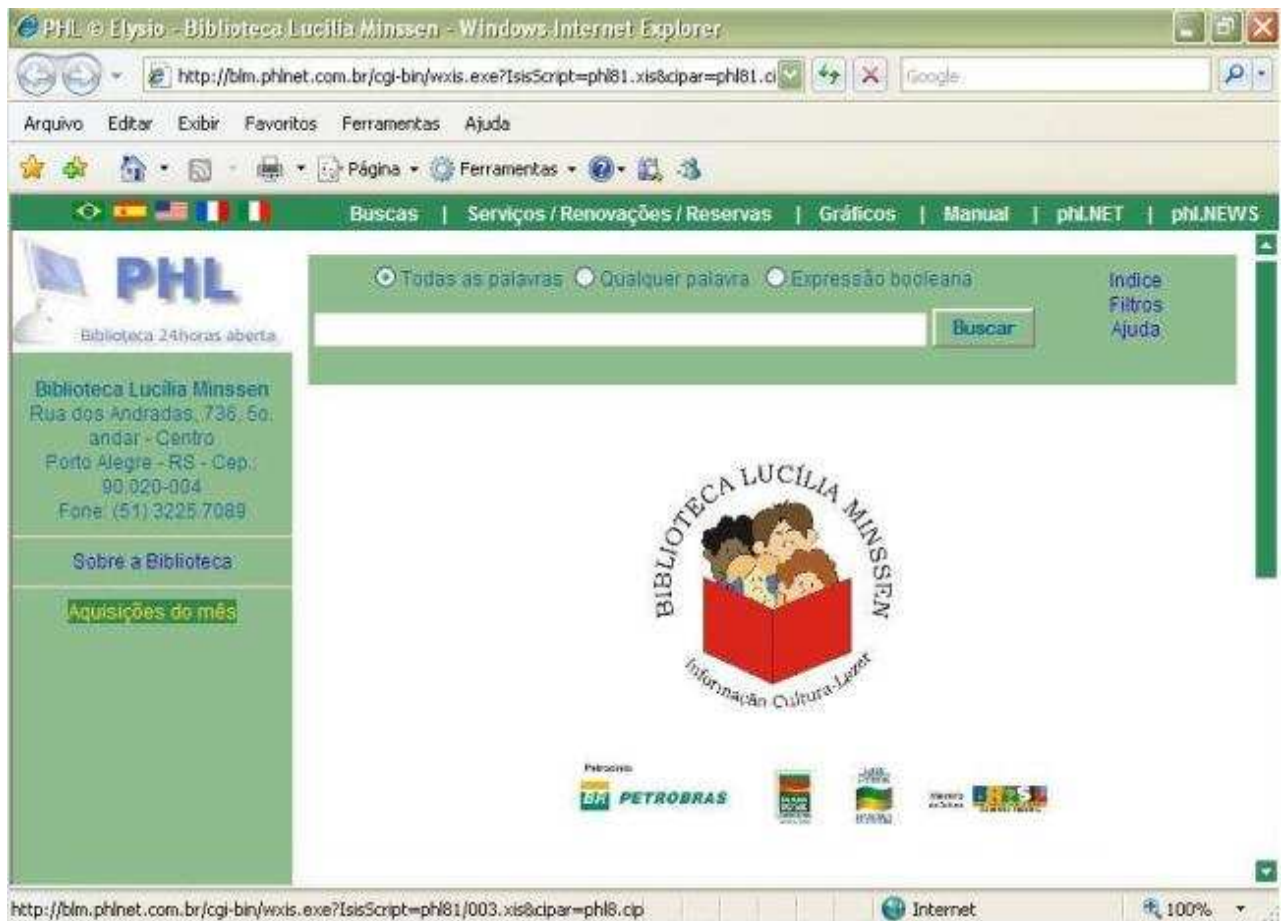 PHL © Elysio - Biblioteca Lucília Minssen - Windows Internet Explorer
http://blm.phlnet.com.br/cgi-bin/wxis.exe?IsisScript=phl81.xis&cipar=phl81.ci
Google
Arquivo Editar Exibir Favoritos Ferramentas Ajuda
Página Ferramentas
Buscas | Serviços / Renovações / Reservas | Gráficos | Manual | phl.NET | phl.NEWS
PHL
Biblioteca 24horas aberta
Todas as palavras Qualquer palavra Expressão booleana
Buscar
Indice
Filtros
Ajuda
Biblioteca Lucília Minssen
Rua dos Andradas, 736, 5o.
andar - Centro
Porto Alegre - RS - Cep.:
90.020-004
Fone: (51) 3225.7089
Sobre a Biblioteca
Aquisições do mês
BIBLIOTECA LUCÍLIA MINSSEN
Informação Cultura-Lazer
Patrocínio
BR PETROBRAS
BRASIL
http://blm.phlnet.com.br/cgi-bin/wxis.exe?IsisScript=phl81/003.xis&cipar=phl8.cip
Internet
100%